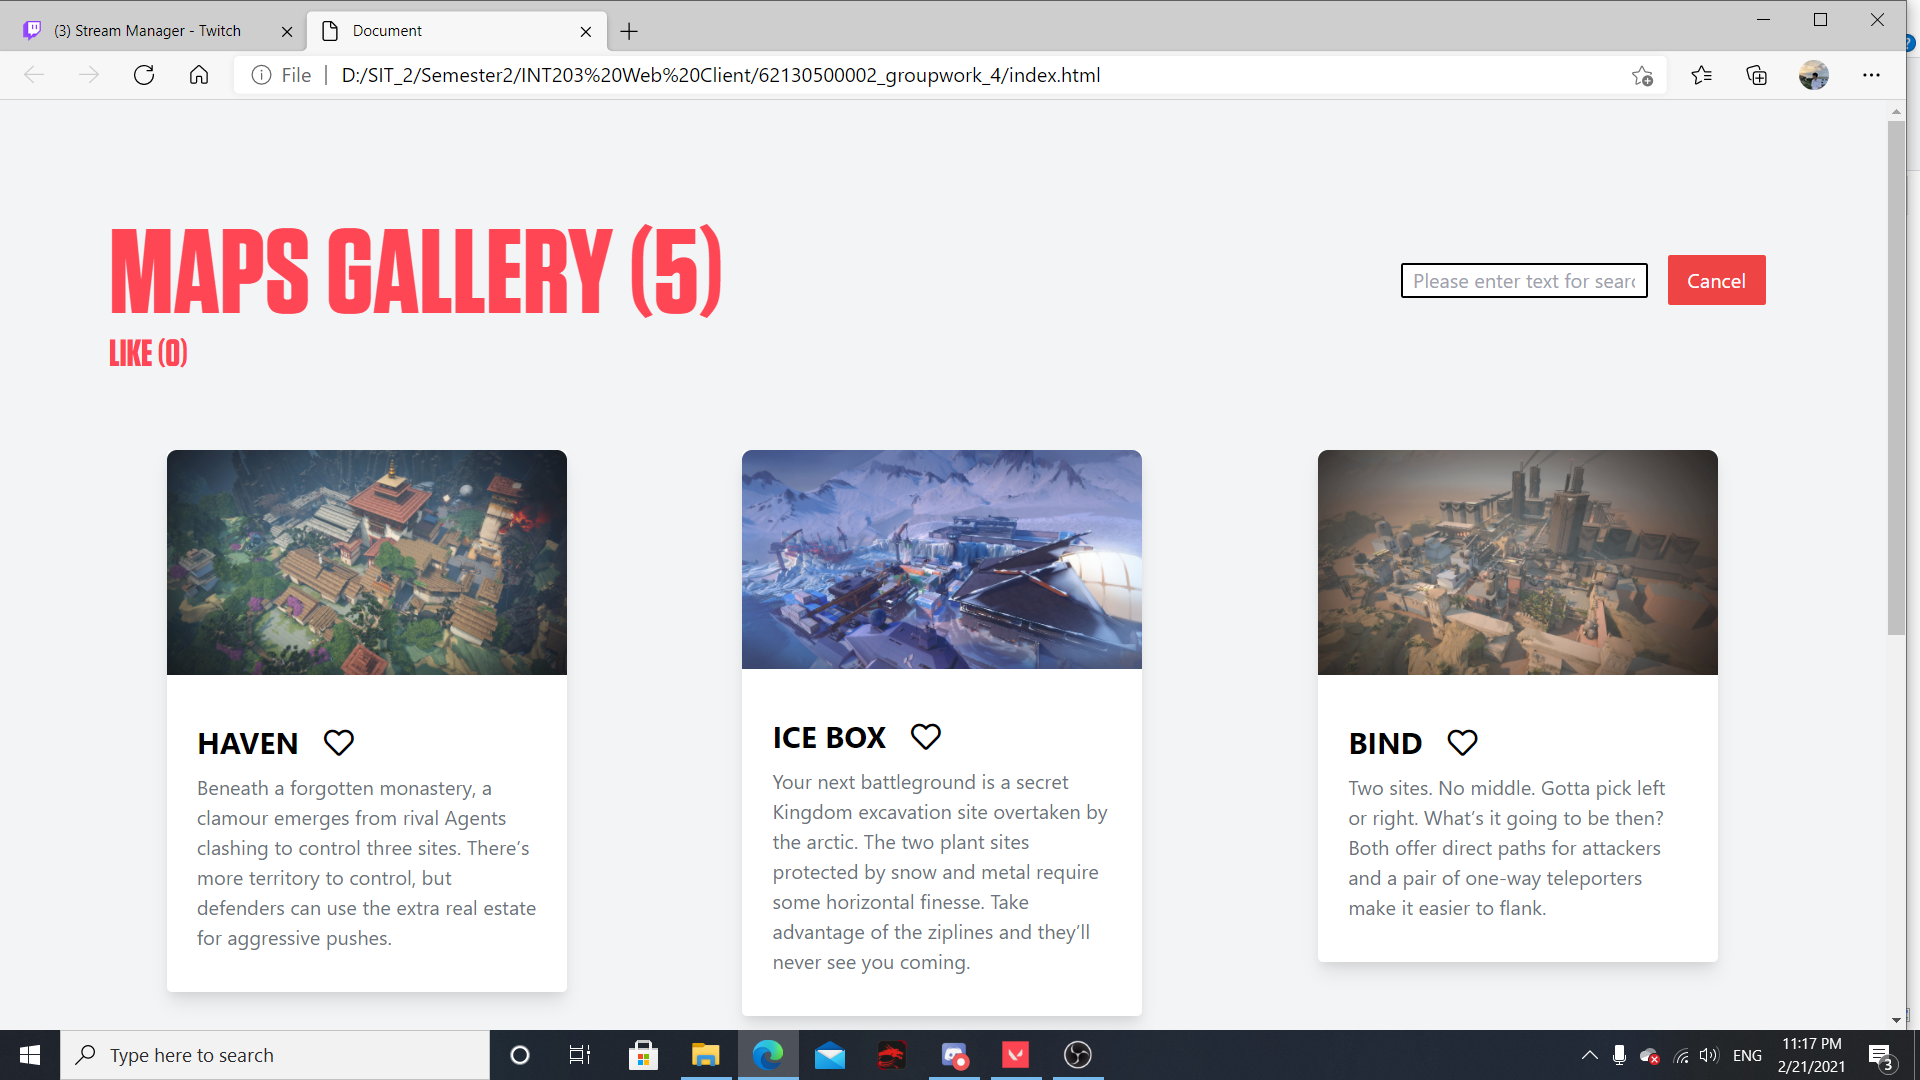 (3) Stream Manager - Twitch
Document
File
D:/SIT_2/Semester2/INT203%20Web%20Client/62130500002_groupwork_4/index.html
MAPS GALLERY (5)
LIKE (0)
Please enter text for searc
Cancel
HAVEN
Beneath a forgotten monastery, a
clamour emerges from rival Agents
clashing to control three sites. There’s
more territory to control, but
defenders can use the extra real estate
for aggressive pushes.
ICE BOX
Your next battleground is a secret
Kingdom excavation site overtaken by
the arctic. The two plant sites
protected by snow and metal require
some horizontal finesse. Take
advantage of the ziplines and they’ll
never see you coming.
BIND
Two sites. No middle. Gotta pick left
or right. What’s it going to be then?
Both offer direct paths for attackers
and a pair of one-way teleporters
make it easier to flank.
Type here to search
ENG
11:17 PM
2/21/2021
3